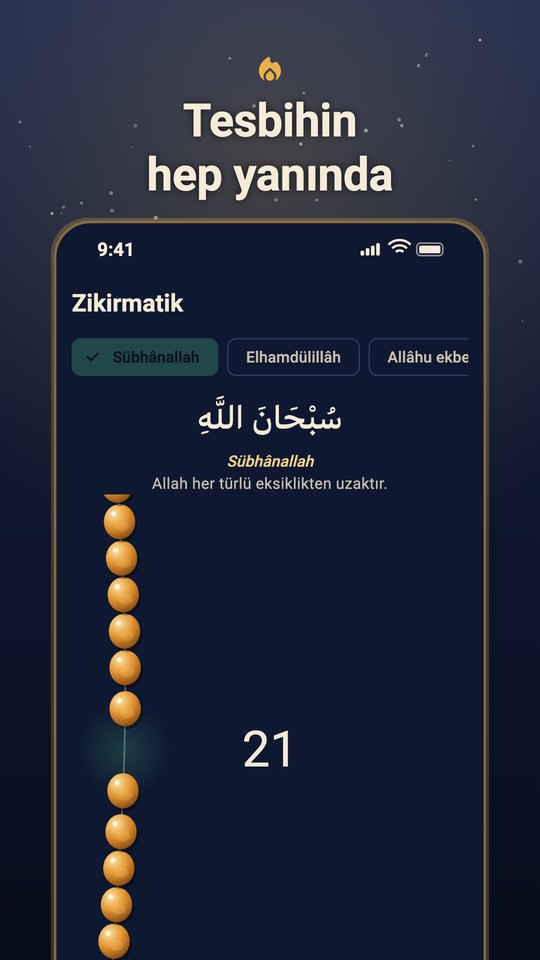 Tesbihin
hep yanında
9:41
Zikirmatik
Sübhânallah Elhamdülillâh Allâhu ekbe
سُبْحَانَ اللَّهِ
Sübhânallah
Allah her türlü eksiklikten uzaktır.
21